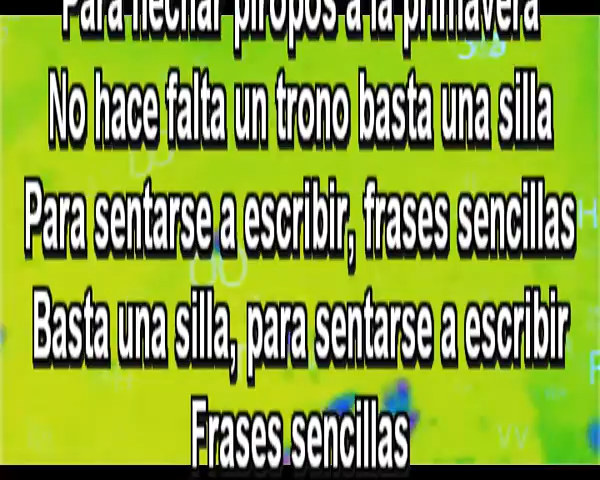 Para hechar piropos a la primavera
No hace falta un trono basta una silla
Para sentarse a escribir, frases sencillas
Basta una silla, para sentarse a escribir
Frases sencillas